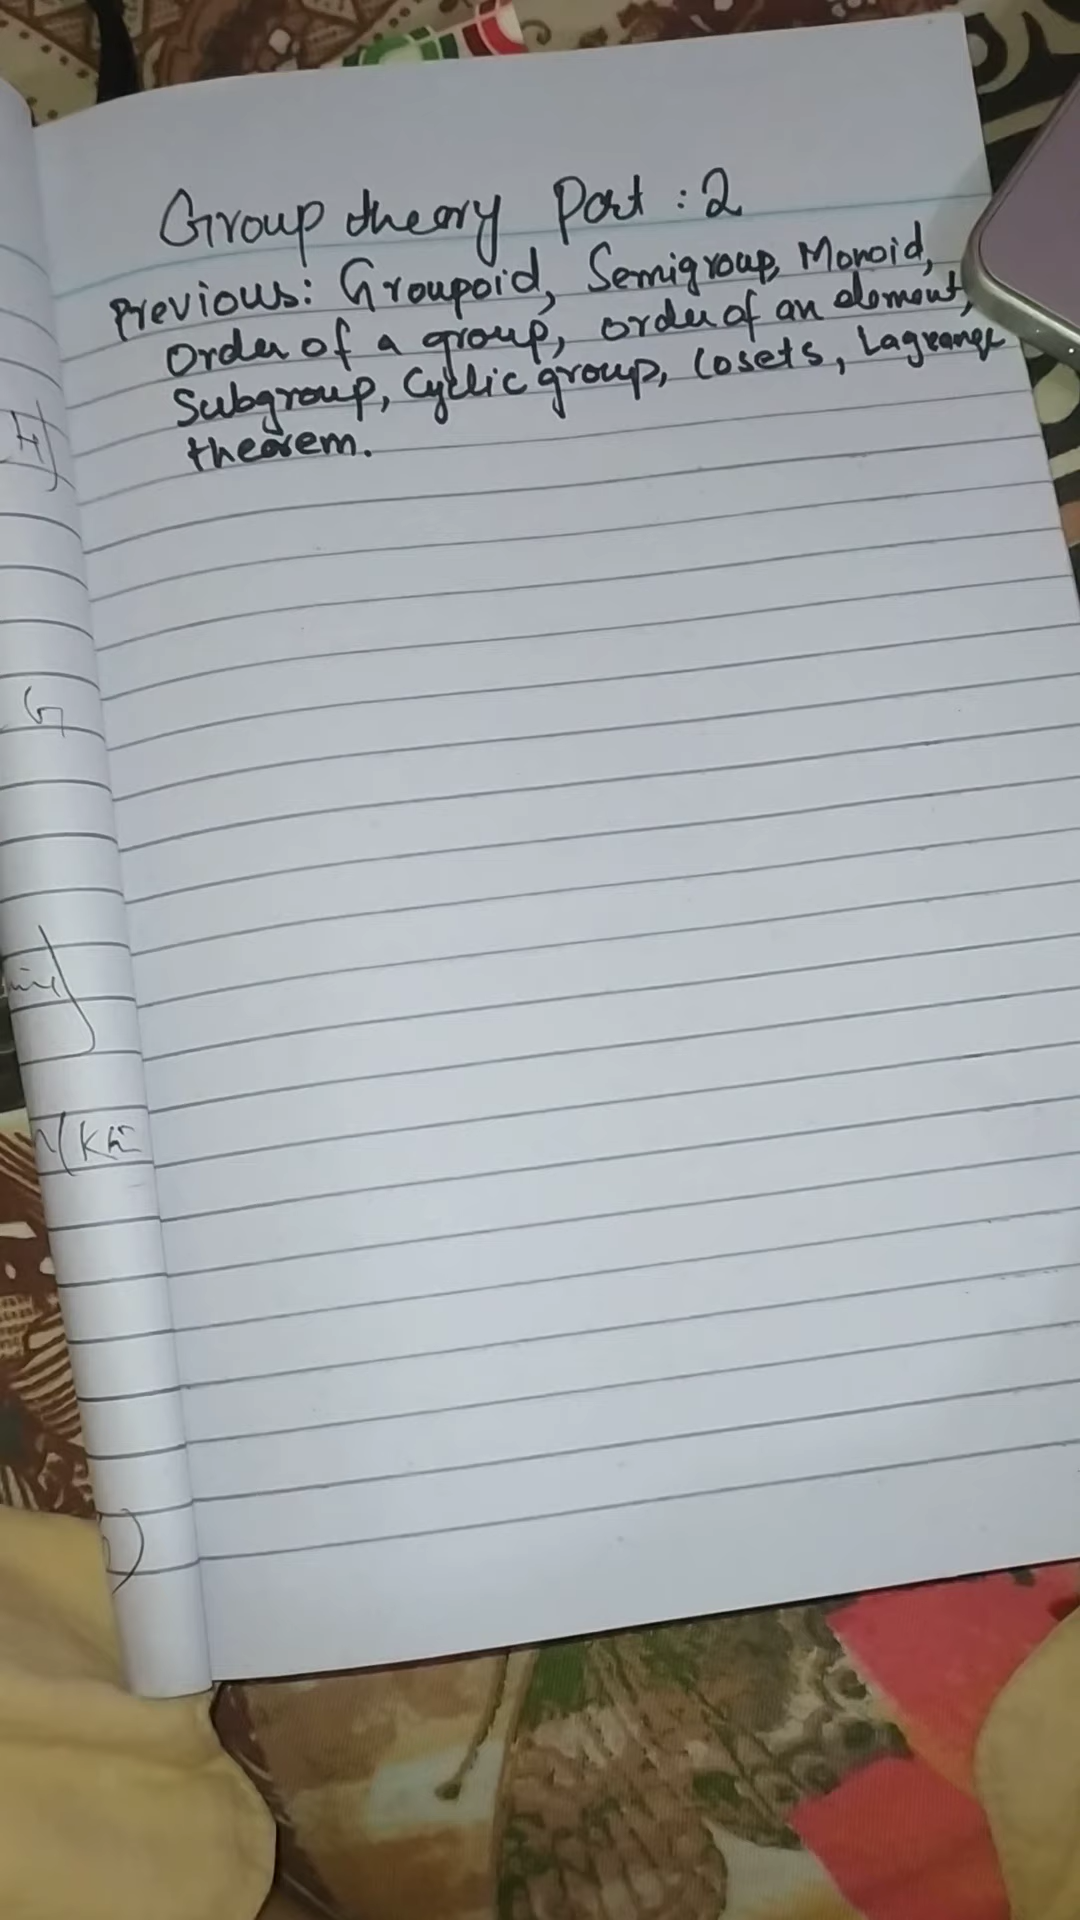 Group theory Part : 2
Previous: Groupoid, Semigroup, Monoid,
Order of a group, order of an element,
Subgroup, Cyclic group, Cosets, Lagrange
theorem.
H)
G